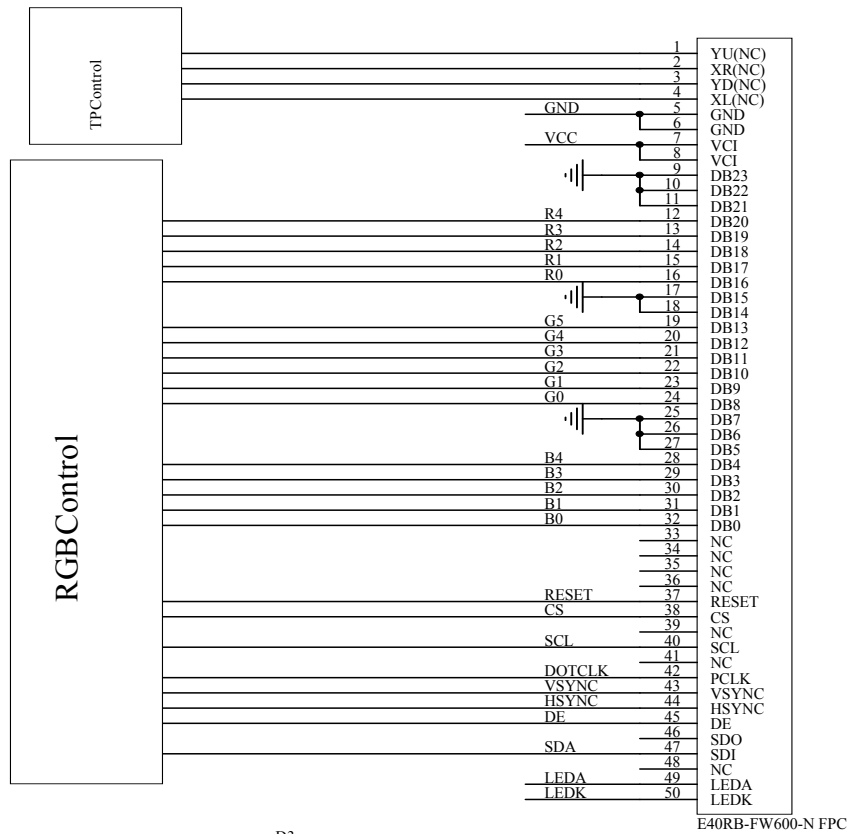 TPControl
1 YU(NC)
2 XR(NC)
3 YD(NC)
4 XL(NC)
GND 5 GND
6 GND
VCC 7 VCI
8 VCI
9 DB23
10 DB22
11 DB21
R4 12 DB20
R3 13 DB19
R2 14 DB18
R1 15 DB17
R0 16 DB16
17 DB15
18 DB14
G5 19 DB13
G4 20 DB12
G3 21 DB11
G2 22 DB10
G1 23 DB9
G0 24 DB8
25 DB7
26 DB6
27 DB5
B4 28 DB4
B3 29 DB3
B2 30 DB2
B1 31 DB1
B0 32 DB0
33 NC
34 NC
35 NC
36 NC
RESET 37 RESET
CS 38 CS
39 NC
SCL 40 SCL
41 NC
DOTCLK 42 PCLK
VSYNC 43 VSYNC
HSYNC 44 HSYNC
DE 45 DE
46 SDO
SDA 47 SDI
48 NC
LEDA 49 LEDA
LEDK 50 LEDK
RGBControl
E40RB-FW600-N FPC